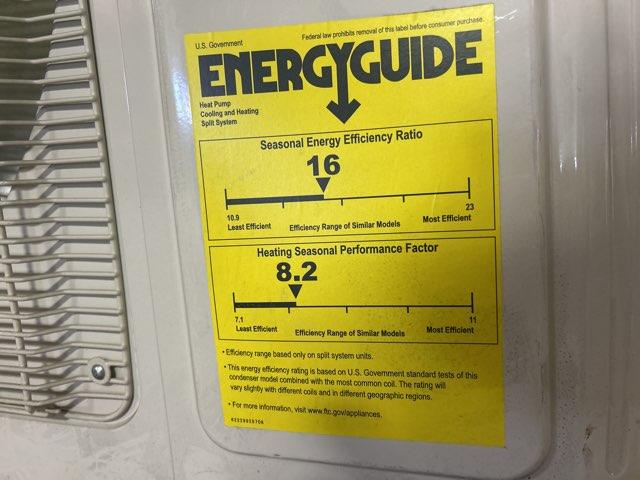 U.S. Government
Federal law prohibits removal of this label before consumer purchase.
ENERGYGUIDE
Heat Pump
Cooling and Heating
Split System
Seasonal Energy Efficiency Ratio
16
10.9
23
Least Efficient
Efficiency Range of Similar Models
Most Efficient
Heating Seasonal Performance Factor
8.2
7.1
11
Least Efficient
Efficiency Range of Similar Models
Most Efficient
• Efficiency range based only on split system units.
• This energy efficiency rating is based on U.S. Government standard tests of this
condenser model combined with the most common coil. The rating will
vary slightly with different coils and in different geographic regions.
• For more information, visit www.ftc.gov/appliances.